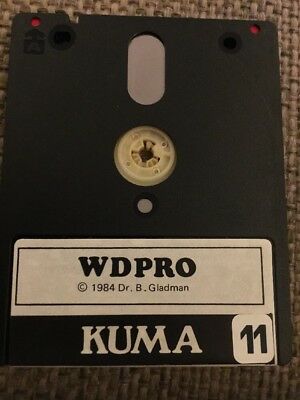 A
WDPRO
© 1984 Dr. B. Gladman
KUMA
11